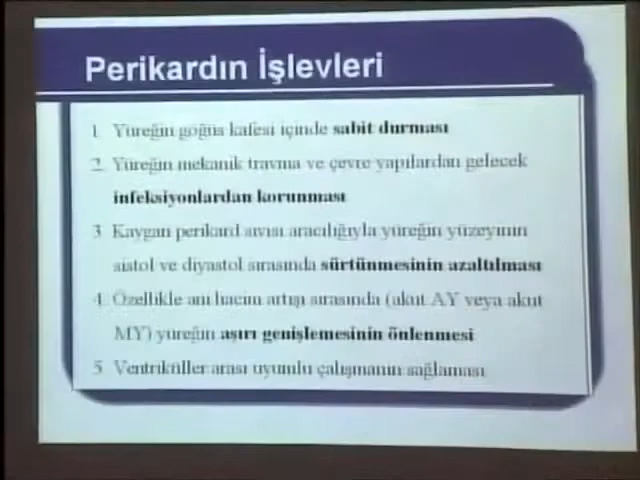 Perikardın İşlevleri
1. Yüreğin göğüs kafesi içinde sabit durması
2. Yüreğin mekanik travma ve çevre yapılardan gelecek
infeksiyonlardan korunması
3. Kaygan perikard sıvısı aracılığıyla yüreğin yüzeyinin
sistol ve diyastol sırasında sürtünmesinin azaltılması
4. Özellikle ani hacim artışı sırasında (akut AY veya akut
MY) yüreğin aşırı genişlemesinin önlenmesi
5. Ventriküller arası uyumlu çalışmanın sağlaması